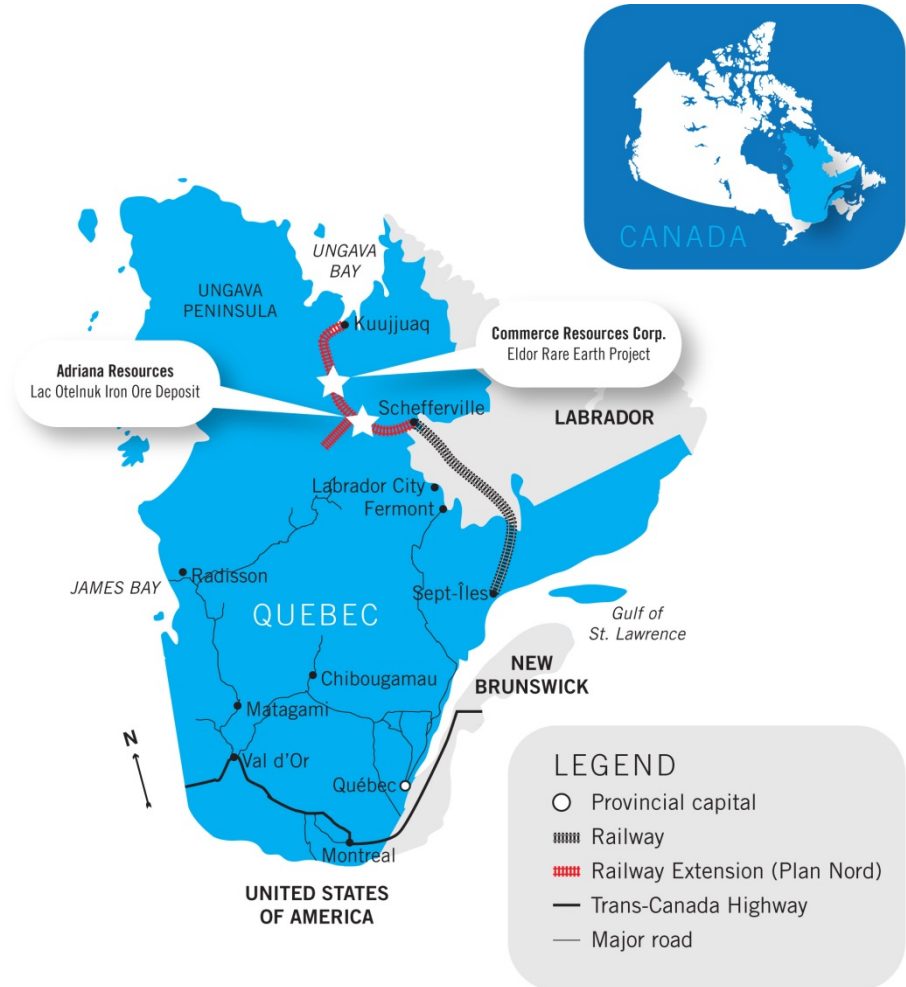 CANADA
UNGAVA
BAY
UNGAVA
PENINSULA
Kuujjuaq
Commerce Resources Corp.
Eldor Rare Earth Project
Adriana Resources
Lac Otelnuk Iron Ore Deposit
Schefferville
LABRADOR
Labrador City
Fermont
Radisson
JAMES BAY
Sept-Îles
QUEBEC
Gulf of
St. Lawrence
NEW
BRUNSWICK
Chibougamau
Matagami
N
Val d'Or
Québec
Montreal
UNITED STATES
OF AMERICA
LEGEND
Provincial capital
Railway
Railway Extension (Plan Nord)
Trans-Canada Highway
Major road